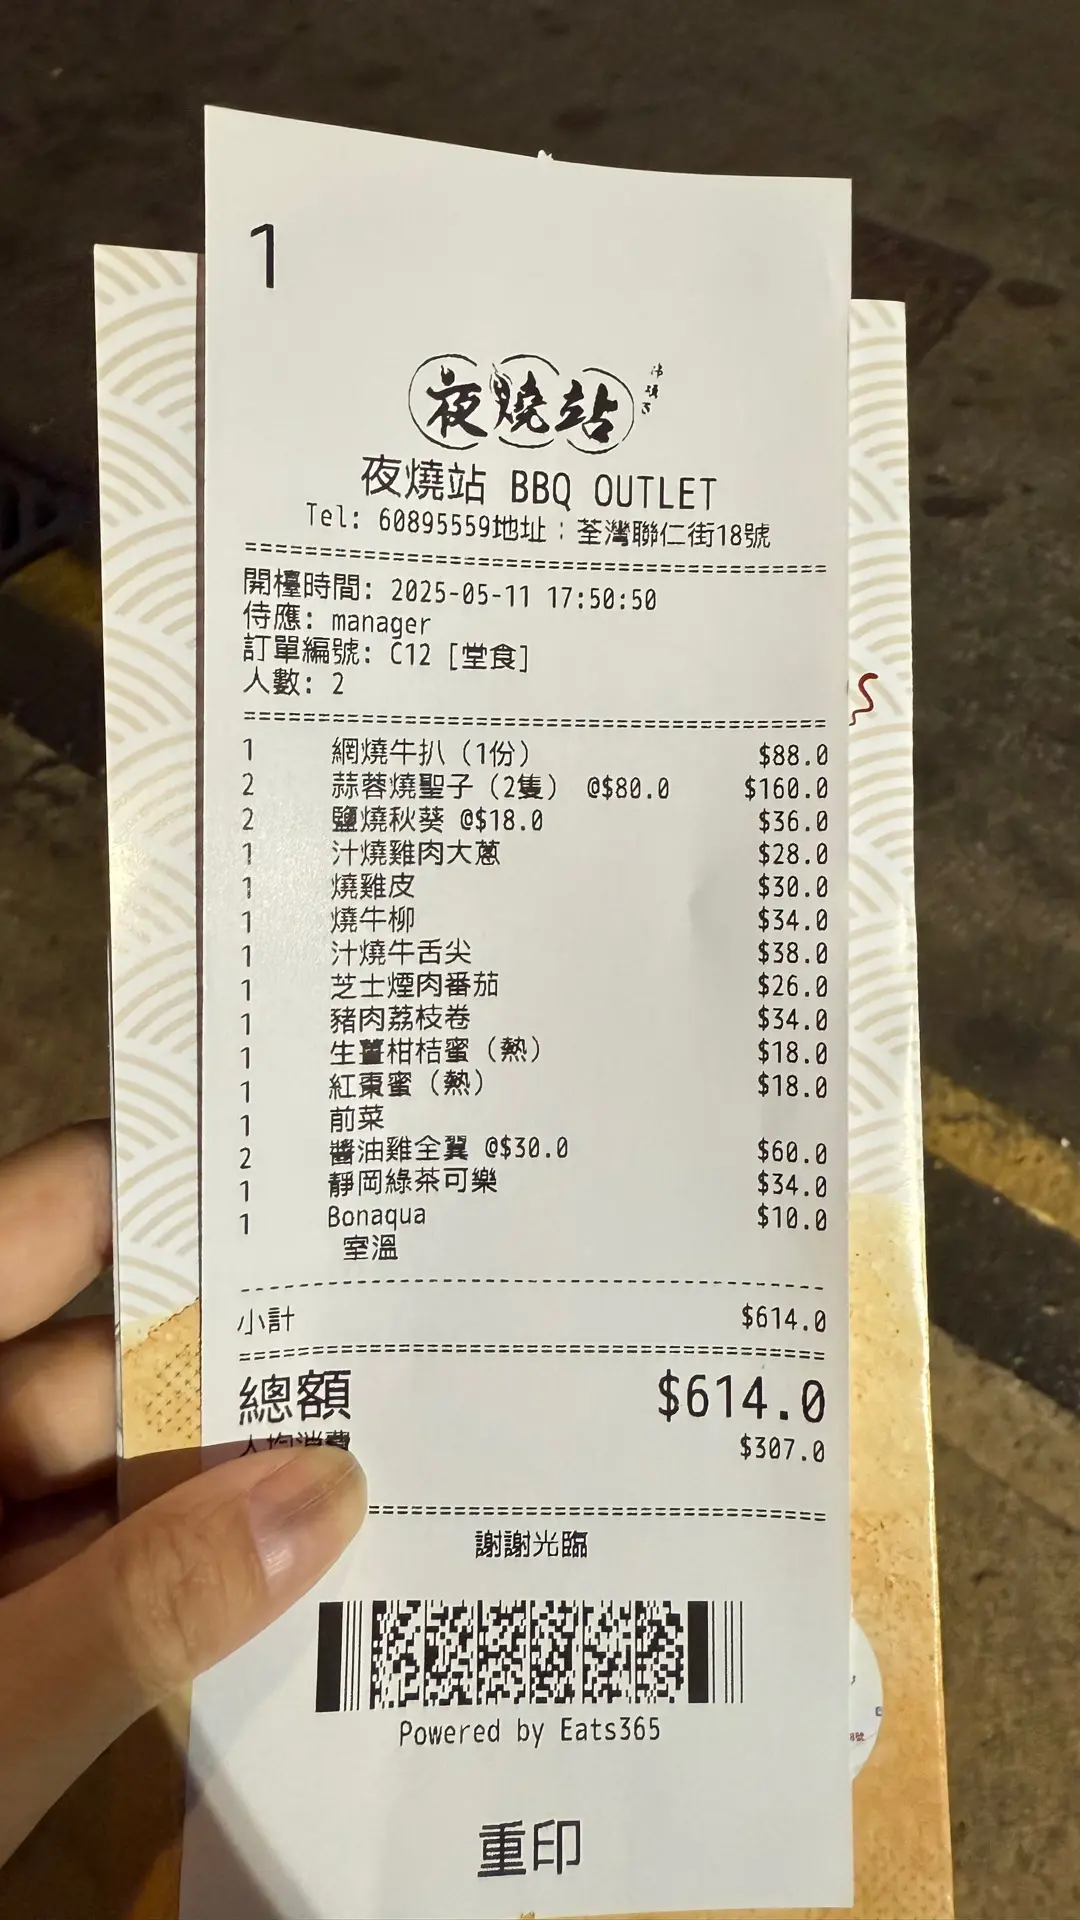 1
夜燒站
夜燒站 BBQ OUTLET
Tel: 60895559地址：荃灣聯仁街18號
================================================
開檯時間: 2025-05-11 17:50:50
侍應: manager
訂單編號: C12 [堂食]
人數: 2
================================================
1 網燒牛扒（1份） $88.0
2 蒜蓉燒聖子（2隻） @$80.0 $160.0
2 鹽燒秋葵 @$18.0 $36.0
1 汁燒雞肉大蔥 $28.0
1 燒雞皮 $30.0
1 燒牛柳 $34.0
1 汁燒牛舌尖 $38.0
1 芝士煙肉番茄 $26.0
1 豬肉荔枝卷 $34.0
1 生薑柑桔蜜（熱） $18.0
1 紅棗蜜（熱） $18.0
1 前菜
2 醬油雞全翼 @$30.0 $60.0
1 靜岡綠茶可樂 $34.0
1 Bonaqua $10.0
室溫
------------------------------------------------
小計 $614.0
================================================
總額 $614.0
人均消費 $307.0
================================================
謝謝光臨
Powered by Eats365
重印